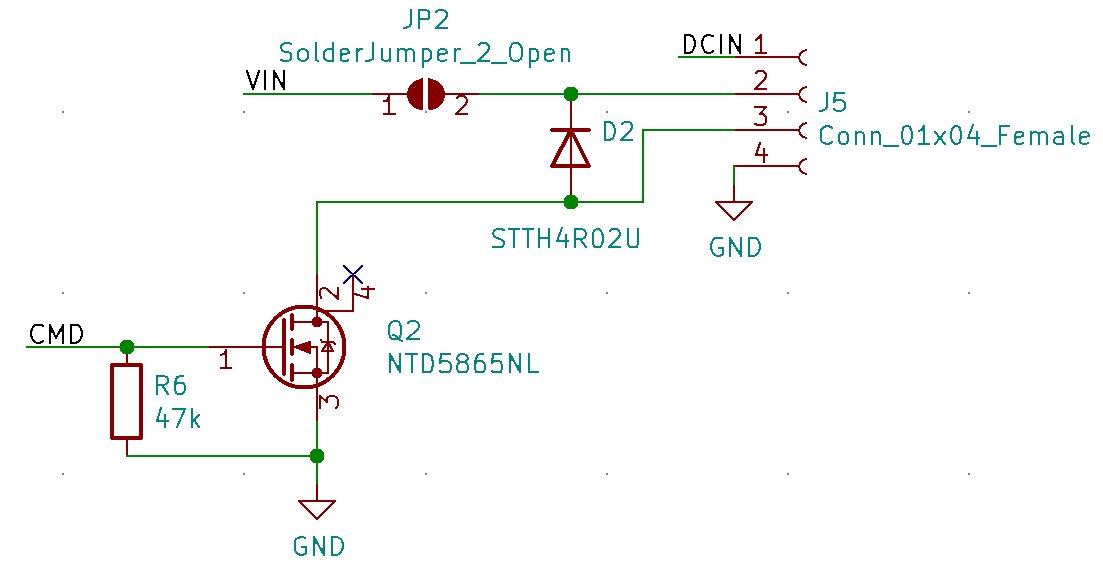 JP2
SolderJumper_2_Open
DCIN 1
VIN
1
2
2
J5
3
D2
Conn_01x04_Female
4
STTH4R02U
GND
2
4
CMD
1
Q2
NTD5865NL
R6
47k
3
GND